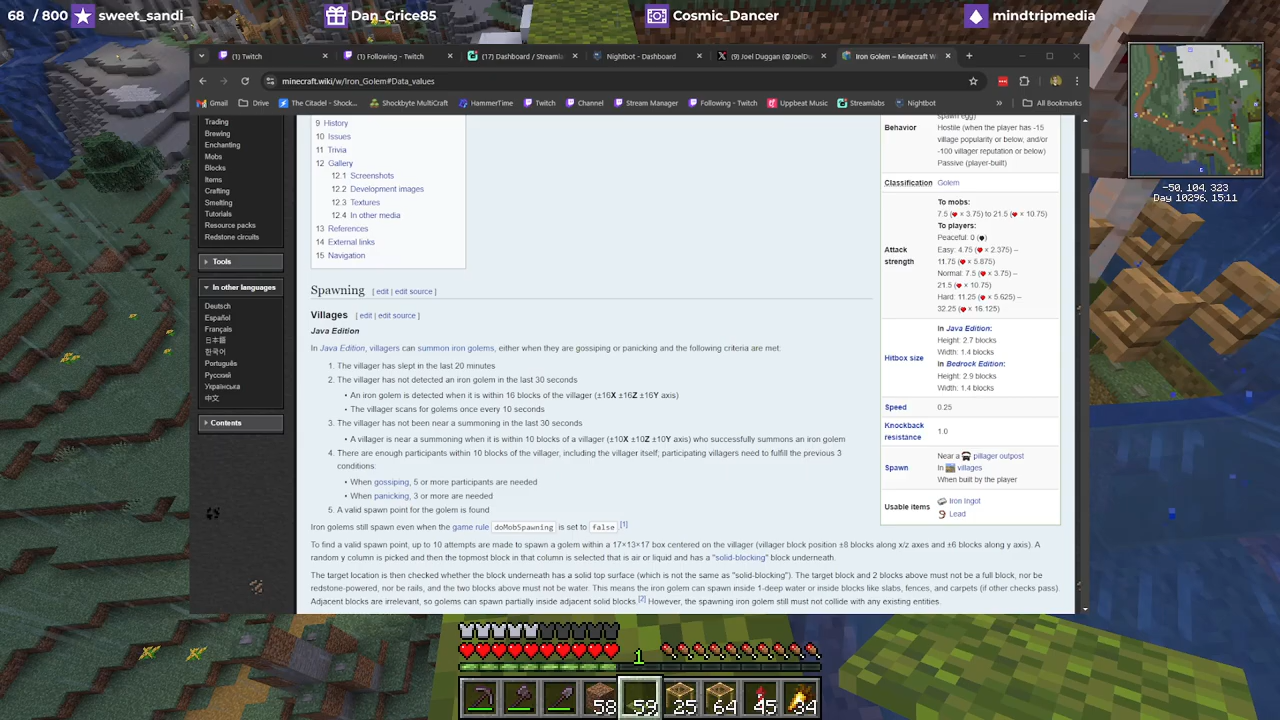 68 / 800 sweet_sandi
Dan_Grice85
Cosmic_Dancer
mindtripmedia
(1) Twitch
(1) Following - Twitch
(17) Dashboard / Streamla
Nightbot - Dashboard
(9) Joel Duggan (@JoelDu
Iron Golem – Minecraft W
minecraft.wiki/w/Iron_Golem#Data_values
Gmail
Drive
The Citadel - Shock...
Shockbyte MultiCraft
HammerTime
Twitch
Channel
Stream Manager
Following - Twitch
Uppbeat Music
Streamlabs
Nightbot
»
All Bookmarks
-50, 104, 323
Day 10296, 15:11
Trading
Brewing
Enchanting
Mobs
Blocks
Items
Crafting
Smelting
Tutorials
Resource packs
Redstone circuits
Tools
In other languages
Deutsch
Español
Français
日本語
한국어
Português
Русский
Українська
中文
Contents
9 History
10 Issues
11 Trivia
12 Gallery
12.1 Screenshots
12.2 Development images
12.3 Textures
12.4 In other media
13 References
14 External links
15 Navigation
Spawning [ edit | edit source ]
Villages [ edit | edit source ]
Java Edition
In Java Edition, villagers can summon iron golems, either when they are gossiping or panicking and the following criteria are met:
1. The villager has slept in the last 20 minutes
2. The villager has not detected an iron golem in the last 30 seconds
• An iron golem is detected when it is within 16 blocks of the villager (±16X ±16Z ±16Y axis)
• The villager scans for golems once every 10 seconds
3. The villager has not been near a summoning in the last 30 seconds
• A villager is near a summoning when it is within 10 blocks of a villager (±10X ±10Z ±10Y axis) who successfully summons an iron golem
4. There are enough participants within 10 blocks of the villager, including the villager itself; participating villagers need to fulfill the previous 3
conditions:
• When gossiping, 5 or more participants are needed
• When panicking, 3 or more are needed
5. A valid spawn point for the golem is found
Iron golems still spawn even when the game rule doMobSpawning is set to false .[1]
To find a valid spawn point, up to 10 attempts are made to spawn a golem within a 17×13×17 box centered on the villager (villager block position ±8 blocks along x/z axes and ±6 blocks along y axis). A
random y column is picked and then the topmost block in that column is selected that is air or liquid and has a "solid-blocking" block underneath.
The target location is then checked whether the block underneath has a solid top surface (which is not the same as "solid-blocking"). The target block and 2 blocks above must not be a full block, nor be
redstone-powered, nor be rails, and the two blocks above must not be water. This means the iron golem can spawn inside 1-deep water or inside blocks like slabs, fences, and carpets (if other checks pass).
Adjacent blocks are irrelevant, so golems can spawn partially inside adjacent solid blocks.[2] However, the spawning iron golem still must not collide with any existing entities.
spawn egg)
Behavior
Hostile (when the player has -15
village popularity or below, and/or
-100 villager reputation or below)
Passive (player-built)
Classification Golem
Attack
strength
To mobs:
7.5 ( × 3.75) to 21.5 ( × 10.75)
To players:
Peaceful: 0 ( )
Easy: 4.75 ( × 2.375) –
11.75 ( × 5.875)
Normal: 7.5 ( × 3.75) –
21.5 ( × 10.75)
Hard: 11.25 ( × 5.625) –
32.25 ( × 16.125)
Hitbox size
In Java Edition:
Height: 2.7 blocks
Width: 1.4 blocks
In Bedrock Edition:
Height: 2.9 blocks
Width: 1.4 blocks
Speed 0.25
Knockback
resistance
1.0
Spawn
Near a pillager outpost
In villages
When built by the player
Usable items
Iron Ingot
Lead
1
58
59
25
64
45